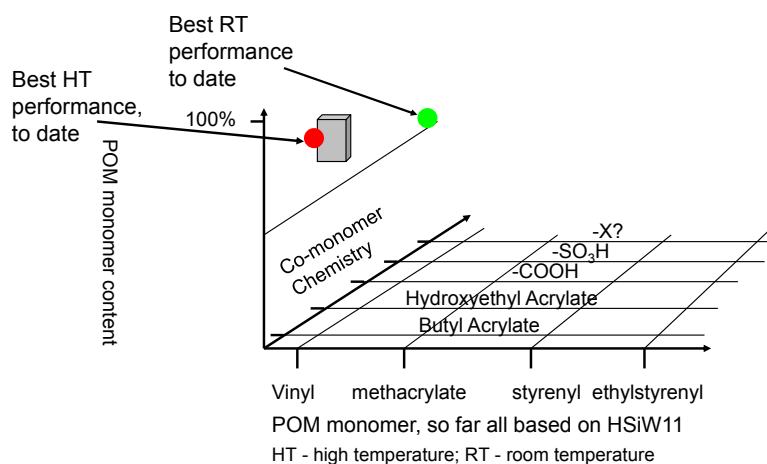 Best RT
performance
to date
Best HT
performance,
to date
100%
POM monomer content
Co-monomer
Chemistry
-X?
-SO3H
-COOH
Hydroxyethyl Acrylate
Butyl Acrylate
Vinyl methacrylate styrenyl ethylstyrenyl
POM monomer, so far all based on HSiW11
HT - high temperature; RT - room temperature